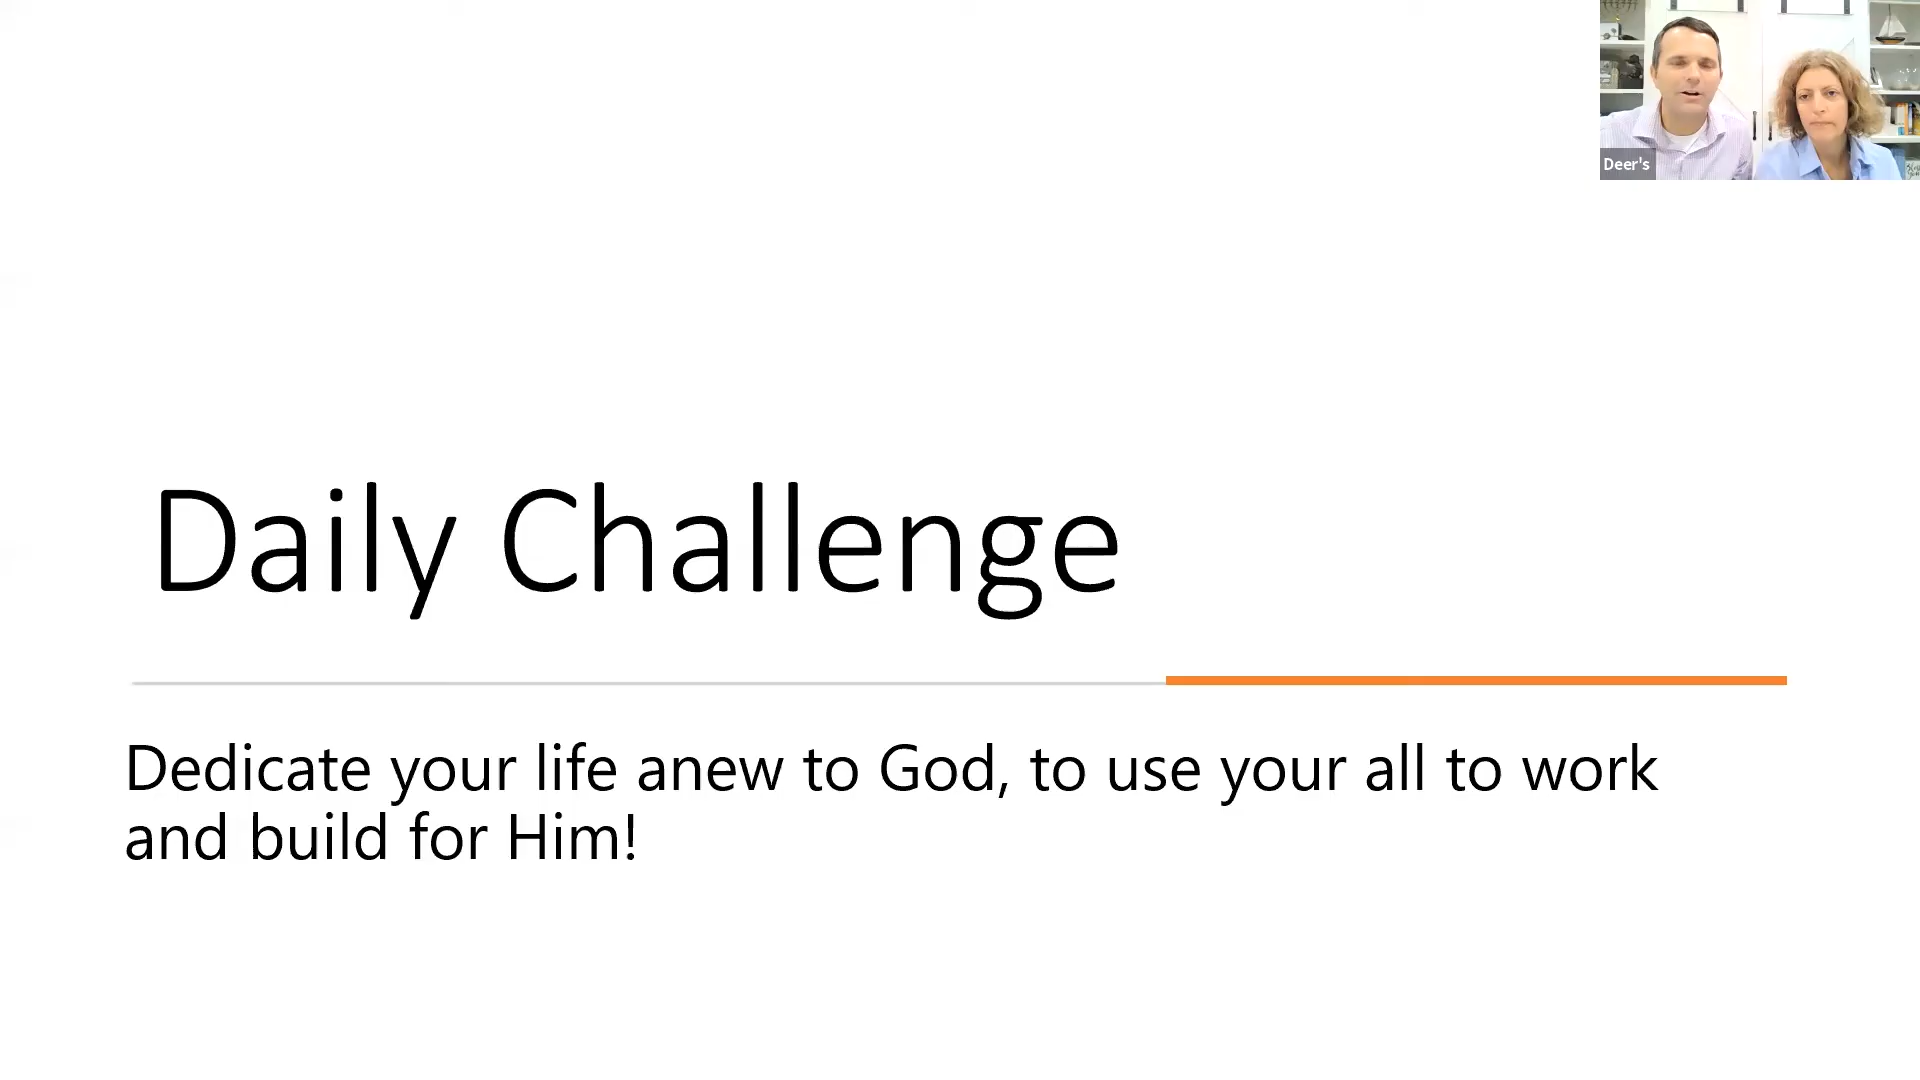 Deer's
Daily Challenge
Dedicate your life anew to God, to use your all to work
and build for Him!